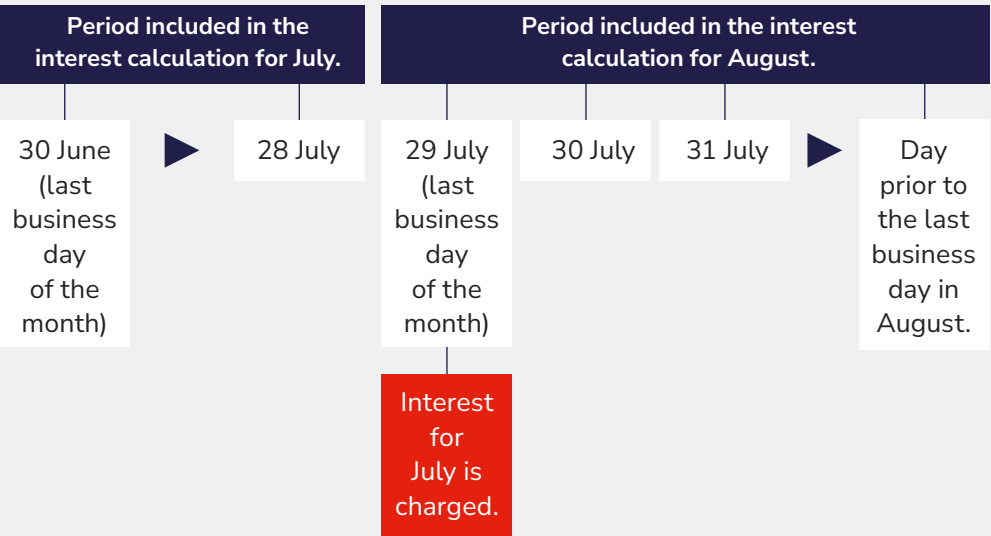 Period included in the
interest calculation for July.
Period included in the interest
calculation for August.
30 June
(last
business
day
of the
month)
28 July
29 July
(last
business
day
of the
month)
30 July
31 July
Day
prior to
the last
business
day in
August.
Interest
for
July is
charged.